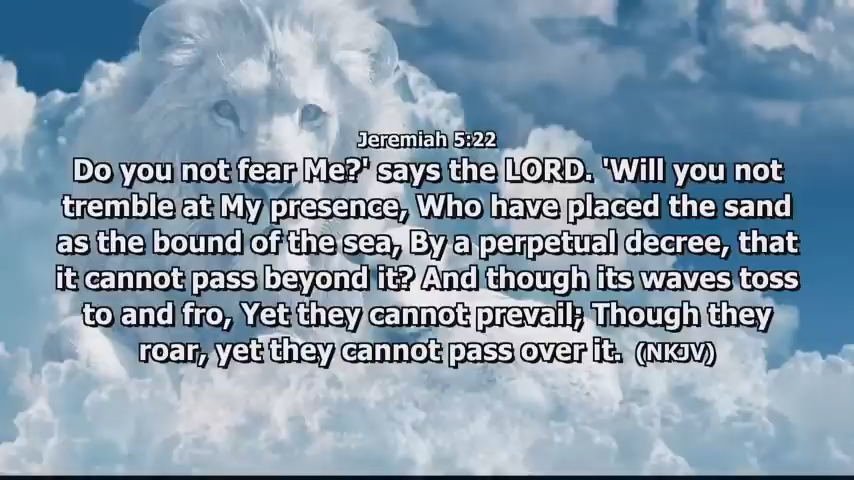 Jeremiah 5:22
Do you not fear Me?' says the LORD. 'Will you not
tremble at My presence, Who have placed the sand
as the bound of the sea, By a perpetual decree, that
it cannot pass beyond it? And though its waves toss
to and fro, Yet they cannot prevail; Though they
roar, yet they cannot pass over it. (NKJV)